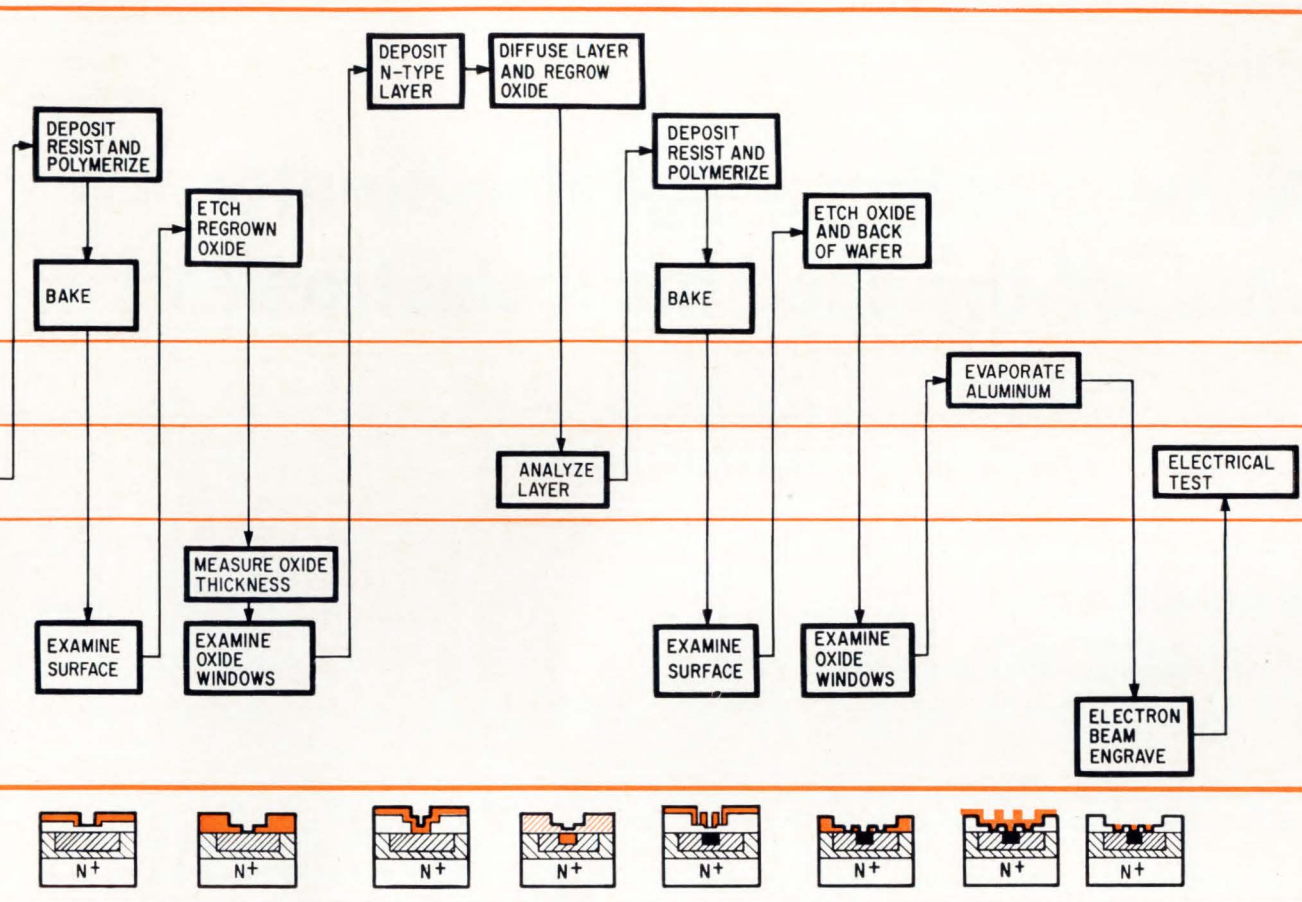 DEPOSIT
RESIST AND
POLYMERIZE
BAKE
EXAMINE
SURFACE
ETCH
REGROWN
OXIDE
MEASURE OXIDE
THICKNESS
EXAMINE
OXIDE
WINDOWS
DEPOSIT
N-TYPE
LAYER
DIFFUSE LAYER
AND REGROW
OXIDE
ANALYZE
LAYER
DEPOSIT
RESIST AND
POLYMERIZE
BAKE
EXAMINE
SURFACE
ETCH OXIDE
AND BACK
OF WAFER
EXAMINE
OXIDE
WINDOWS
EVAPORATE
ALUMINUM
ELECTRON
BEAM
ENGRAVE
ELECTRICAL
TEST
N+
N+
N+
N+
N+
N+
N+
N+